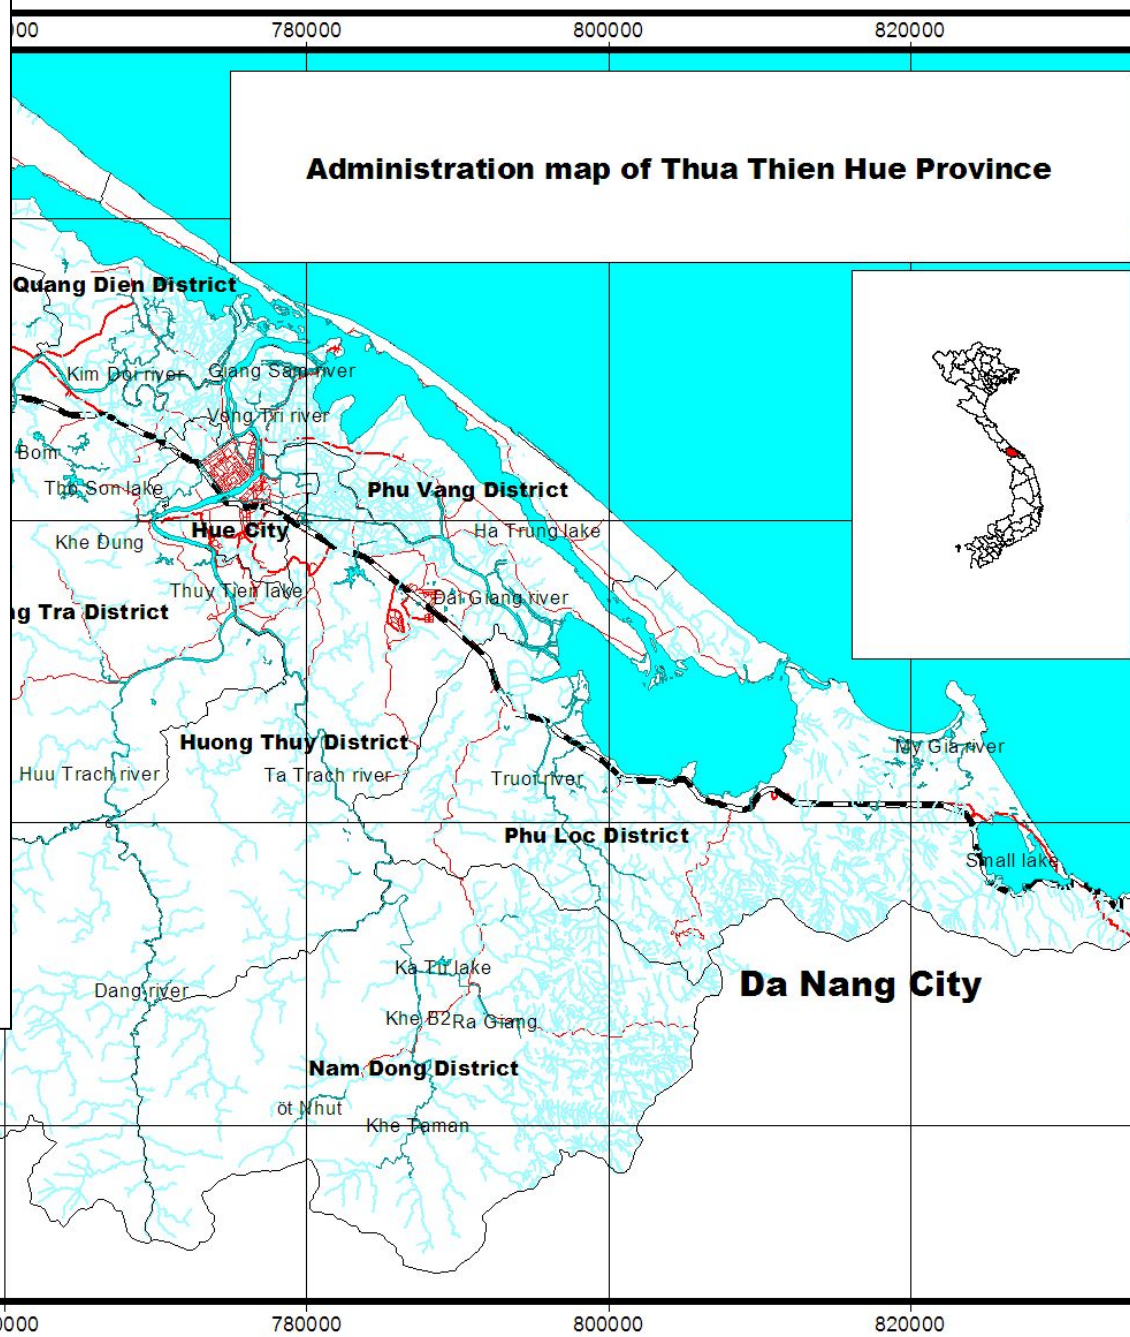 00 780000 800000 820000
Administration map of Thua Thien Hue Province
Quang Dien District
Kim Doi river
Giang Sam river
Vong Tri river
Bom
Tho Son lake
Phu Vang District
Hue City
Ha Trung lake
Khe Dung
Thuy Tien lake
Dai Giang river
ng Tra District
Huong Thuy District
My Gia river
Huu Trach river
Ta Trach river
Truoi river
Phu Loc District
Small lake
Ka Tu lake
Da Nang City
Dang river
Khe B2
Ra Giang
Nam Dong District
öt Nhut
Khe Taman
0000 780000 800000 820000